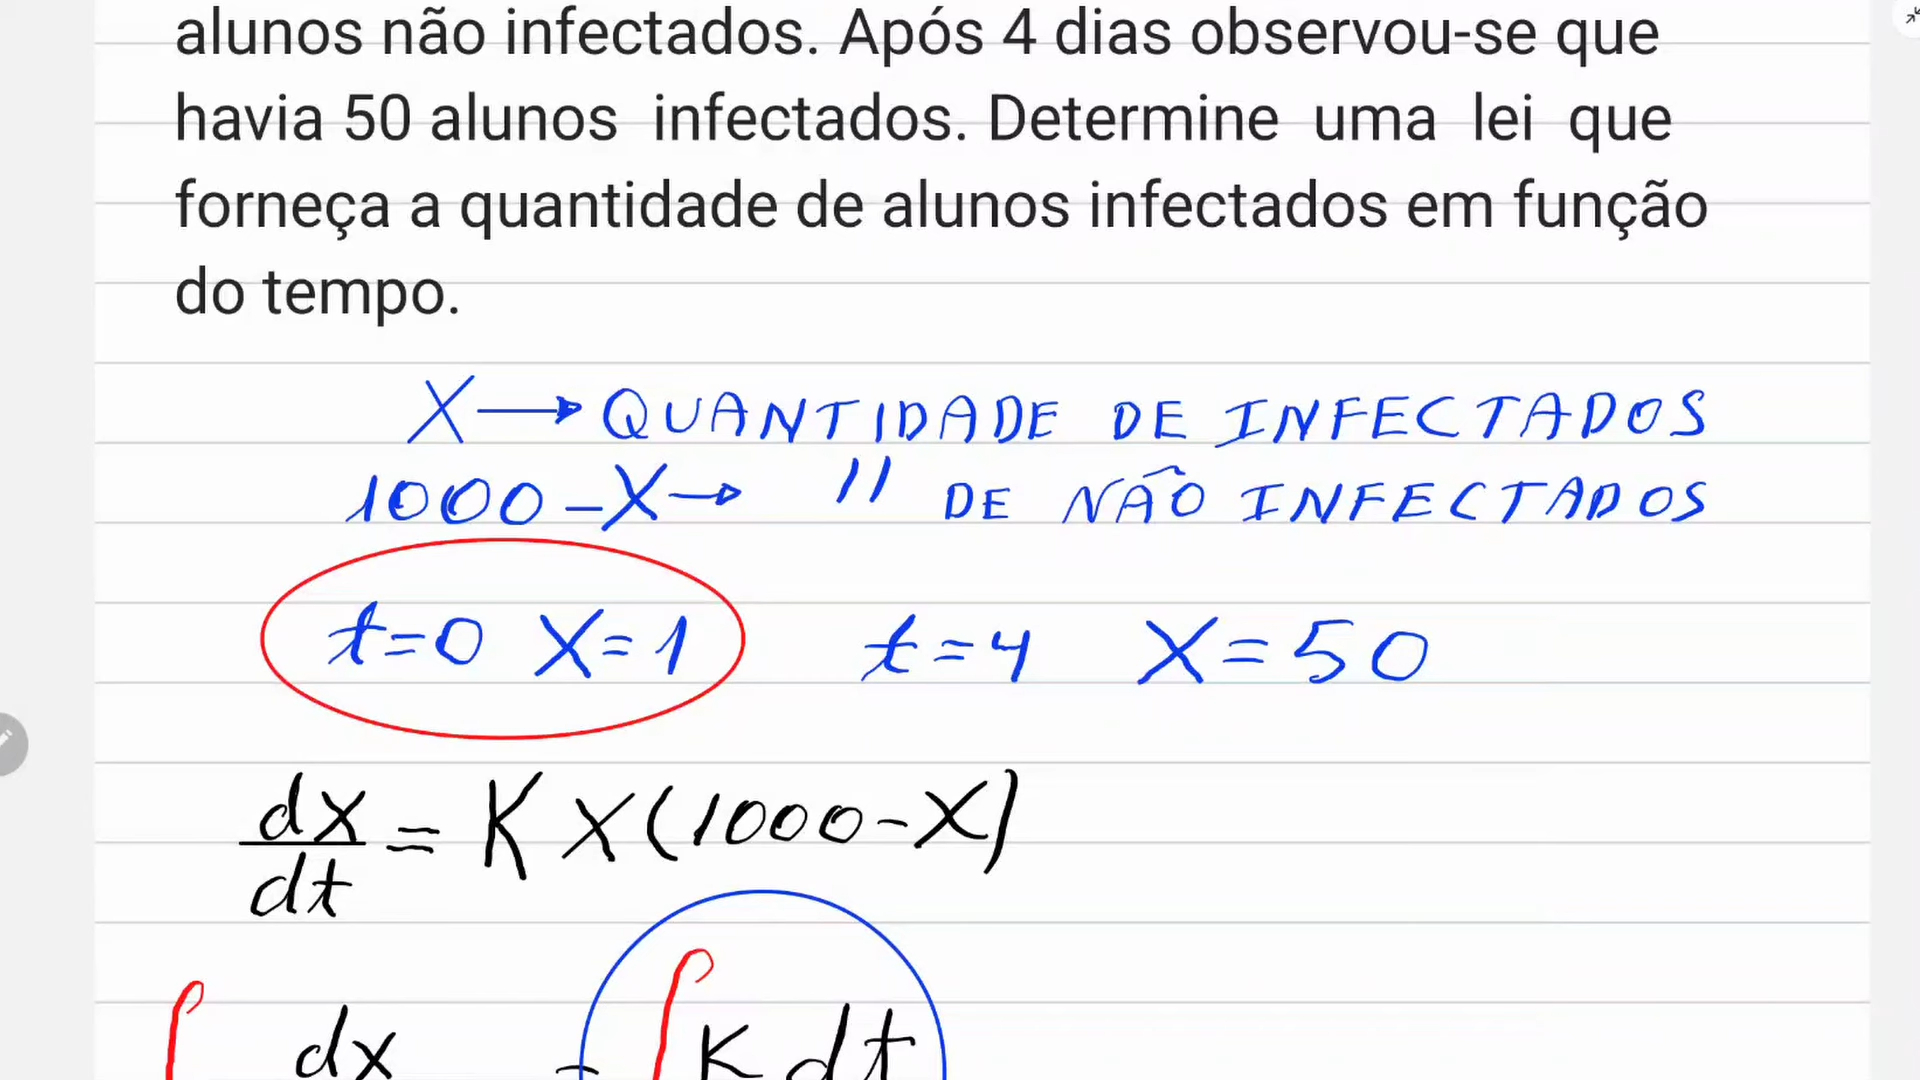 alunos não infectados. Após 4 dias observou-se que
havia 50 alunos infectados. Determine uma lei que
forneça a quantidade de alunos infectados em função
do tempo.
X → QUANTIDADE DE INFECTADOS
1000 - X → " DE NÃO INFECTADOS
t=0 X=1 t=4 X=50
dx/dt = K X(1000-X)
∫ dx = ∫ K dt